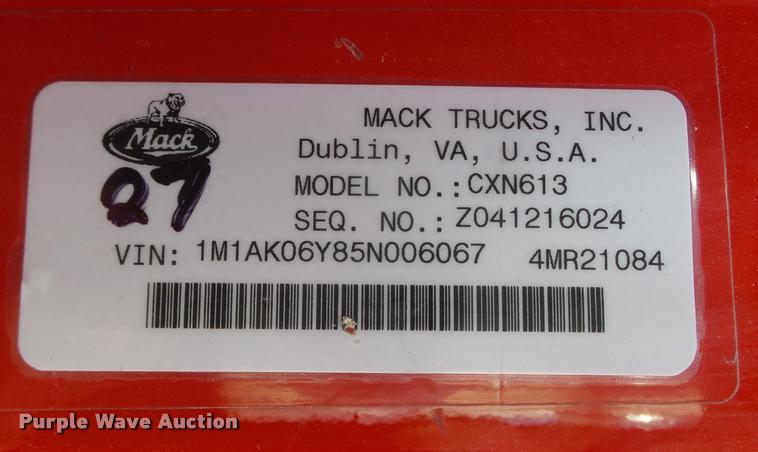 Mack
Q7
MACK TRUCKS, INC.
Dublin, VA, U.S.A.
MODEL NO.: CXN613
SEQ. NO.: Z041216024
VIN: 1M1AK06Y85N006067 4MR21084
Purple Wave Auction